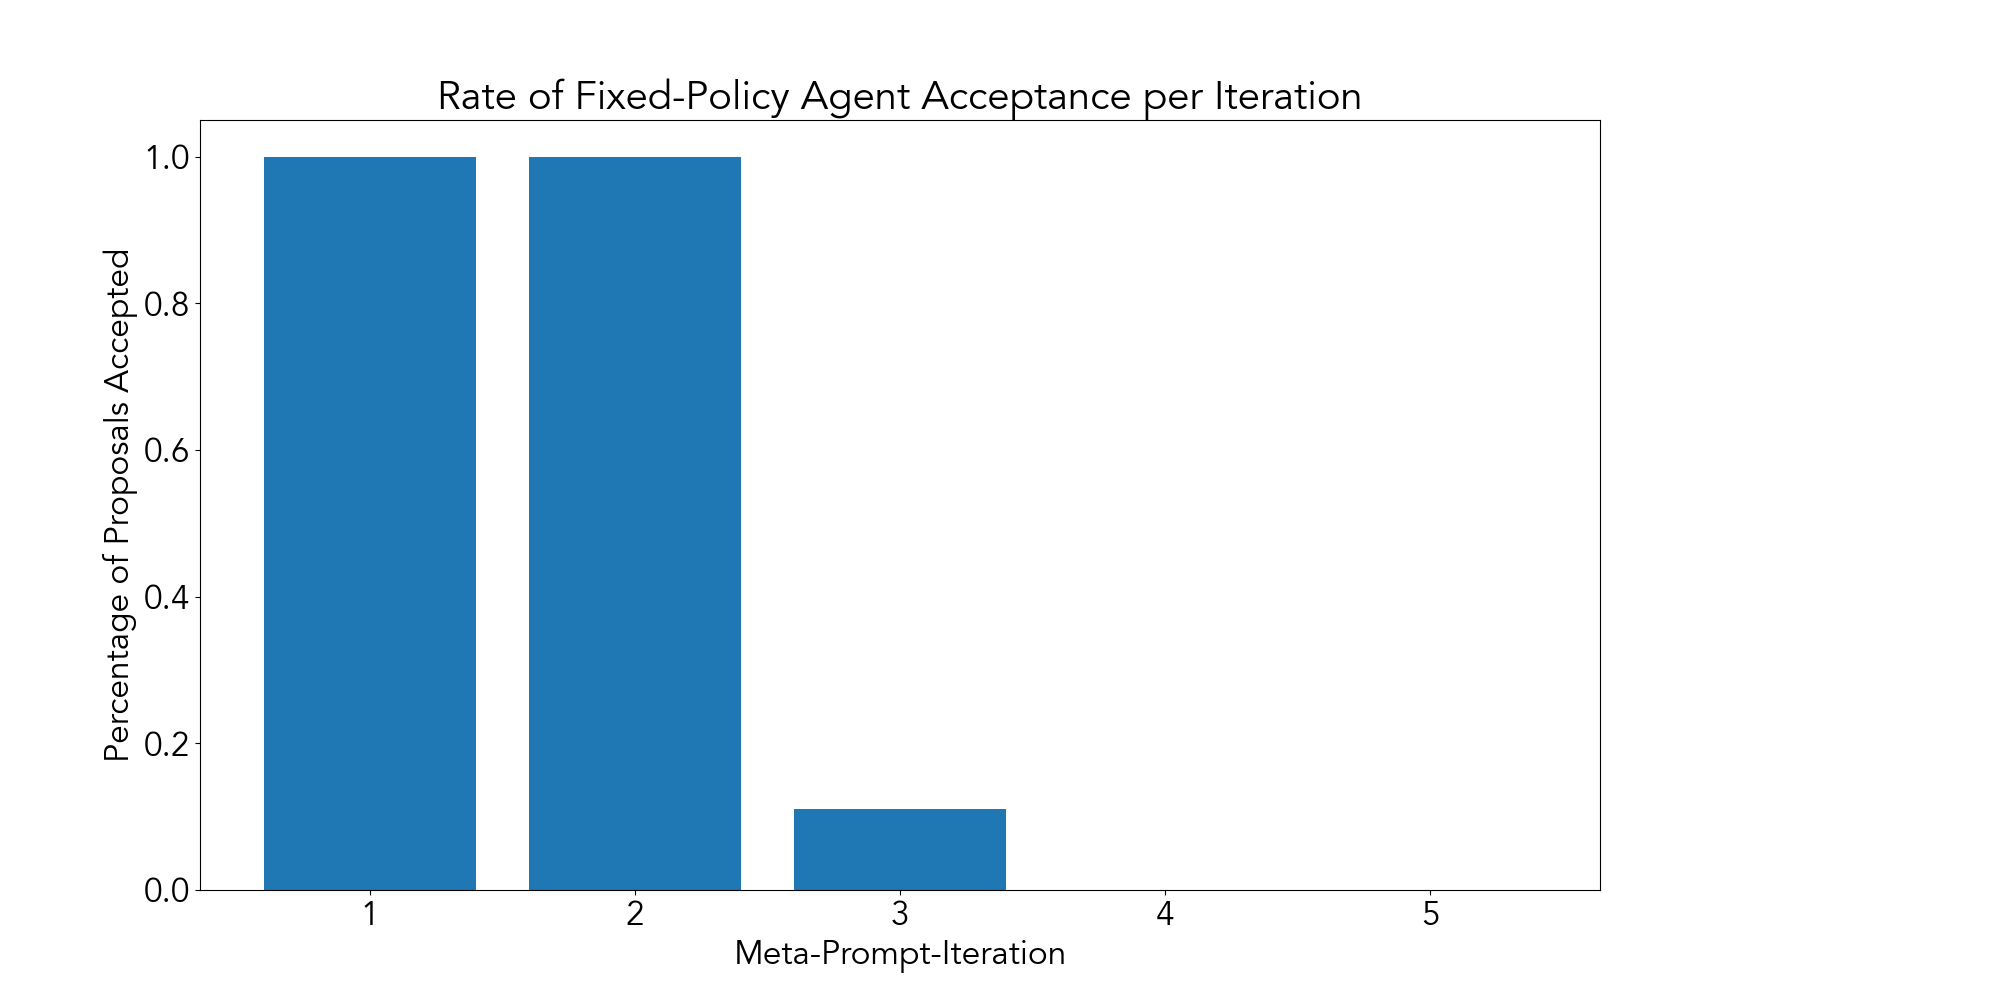 Rate of Fixed-Policy Agent Acceptance per Iteration
Percentage of Proposals Accepted
1.0
0.8
0.6
0.4
0.2
0.0
1 2 3 4 5
Meta-Prompt-Iteration